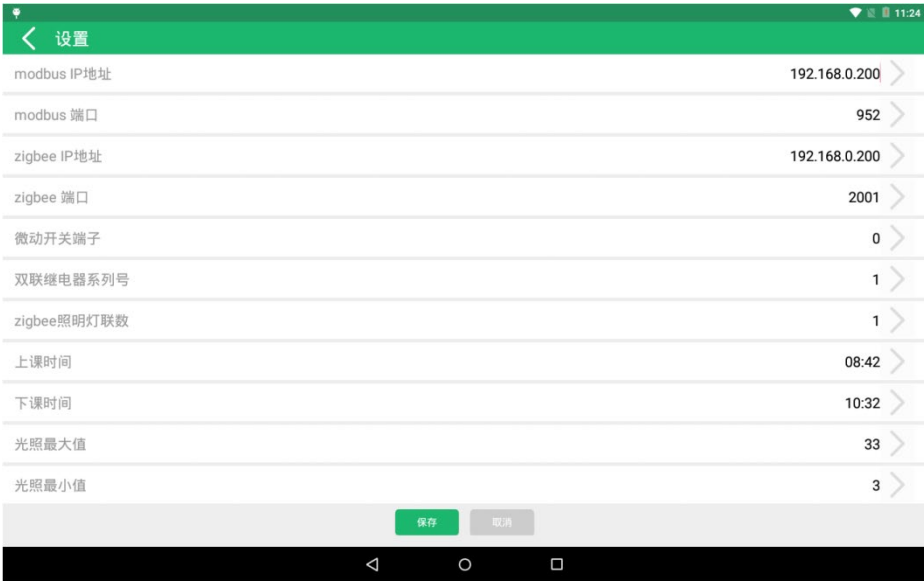 11:24
设置
modbus IP地址 192.168.0.200
modbus 端口 952
zigbee IP地址 192.168.0.200
zigbee 端口 2001
微动开关端子 0
双联继电器系列号 1
zigbee照明灯联数 1
上课时间 08:42
下课时间 10:32
光照最大值 33
光照最小值 3
保存 取消